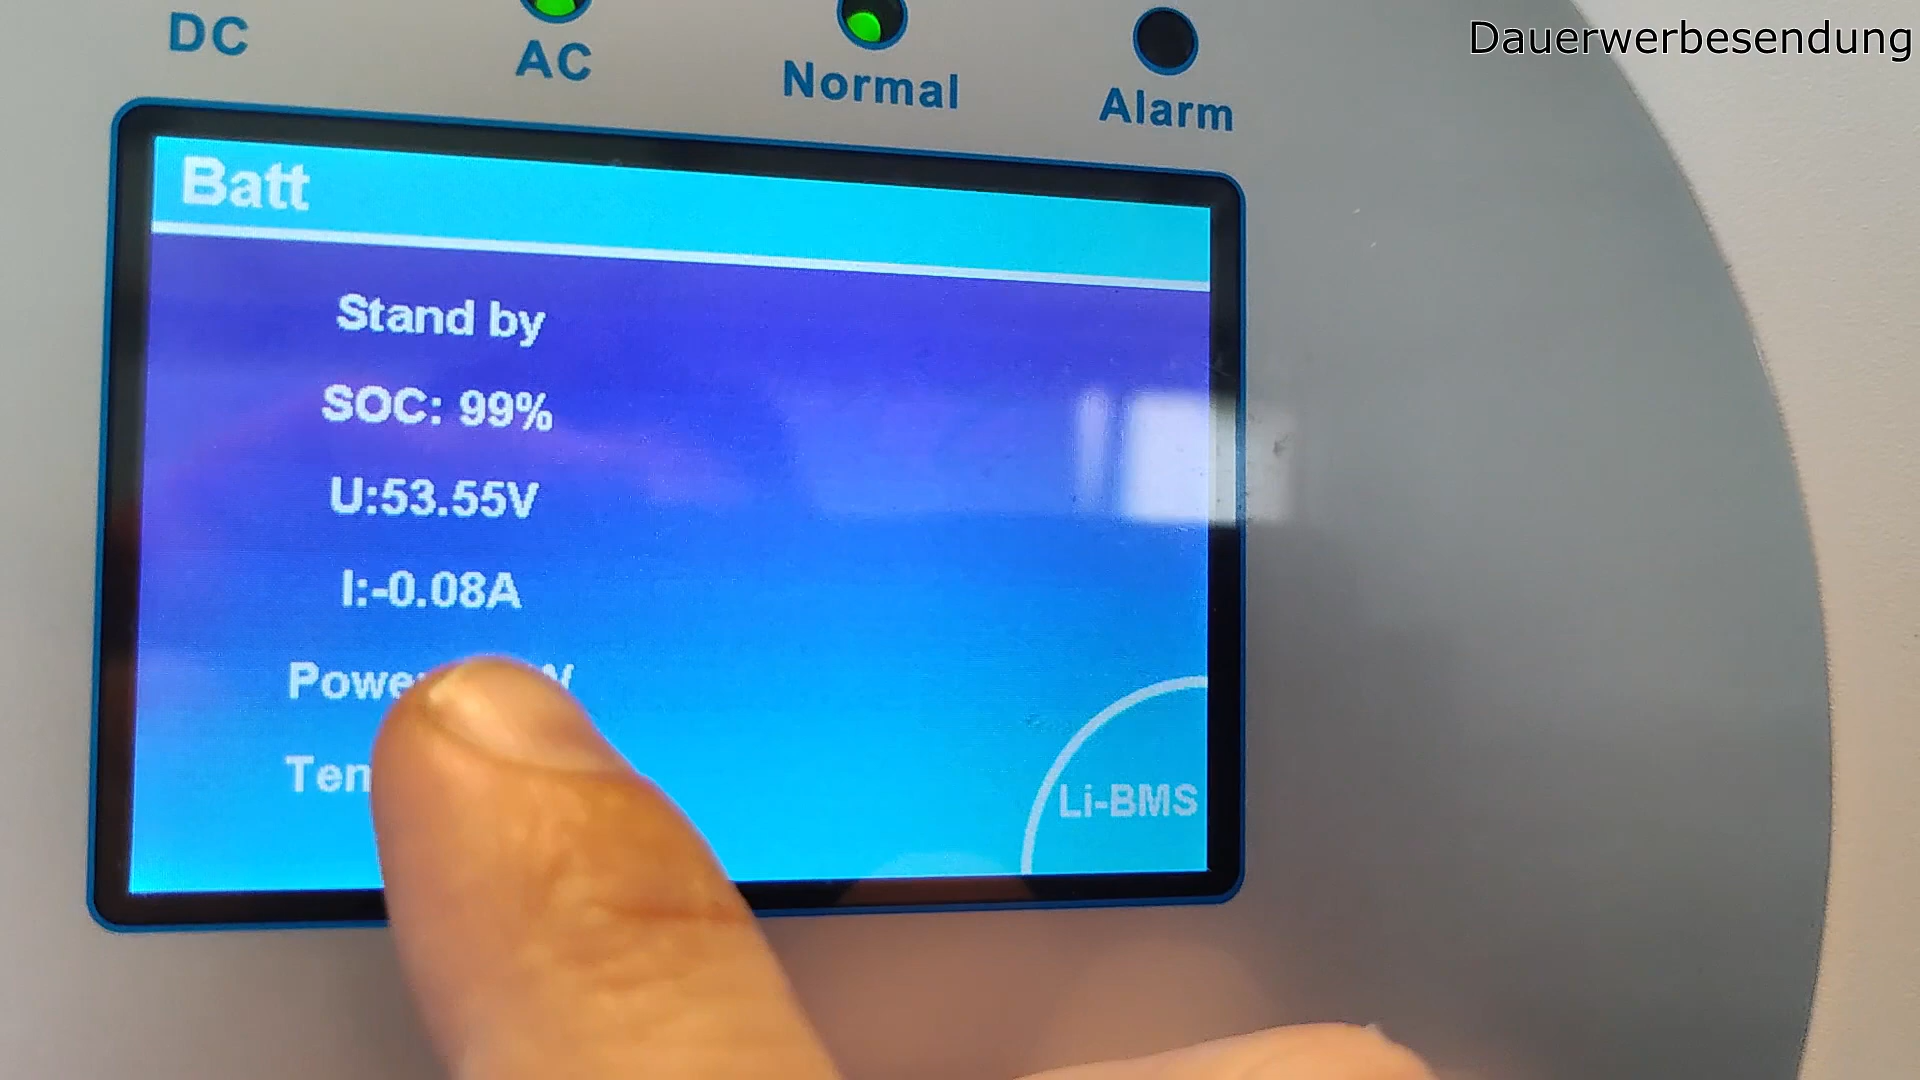 Dauerwerbesendung
DC
AC
Normal
Alarm
Batt
Stand by
SOC: 99%
U:53.55V
I:-0.08A
Li-BMS